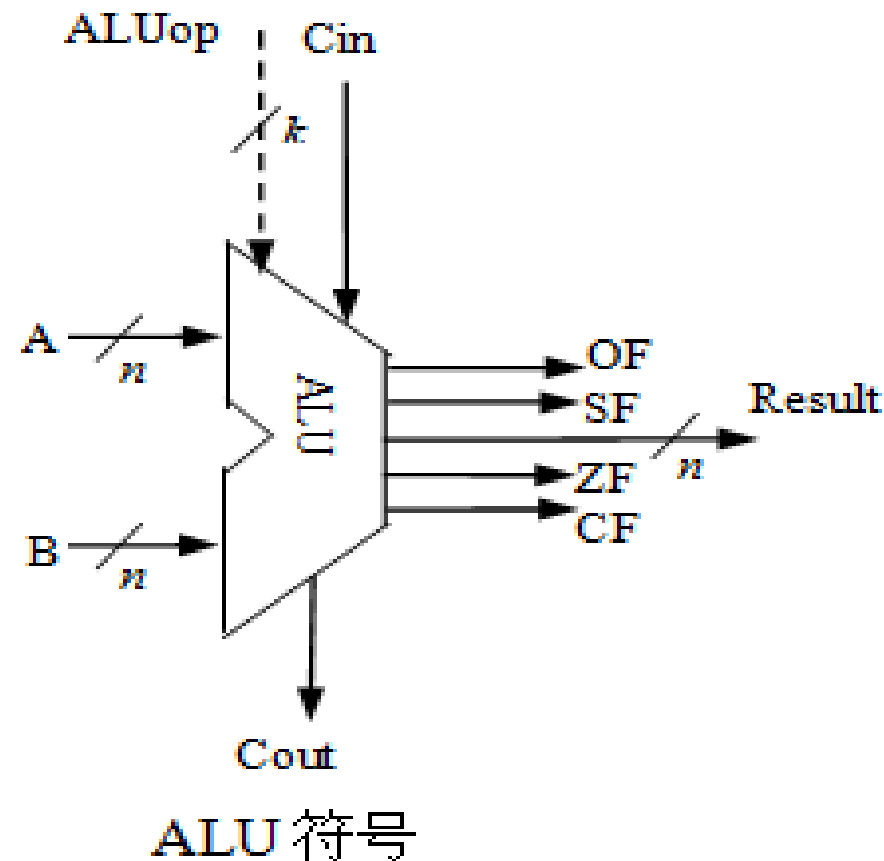 ALUop Cin
k
A
n
ALU
OF
SF
Result
n
ZF
CF
B
n
Cout
ALU 符号